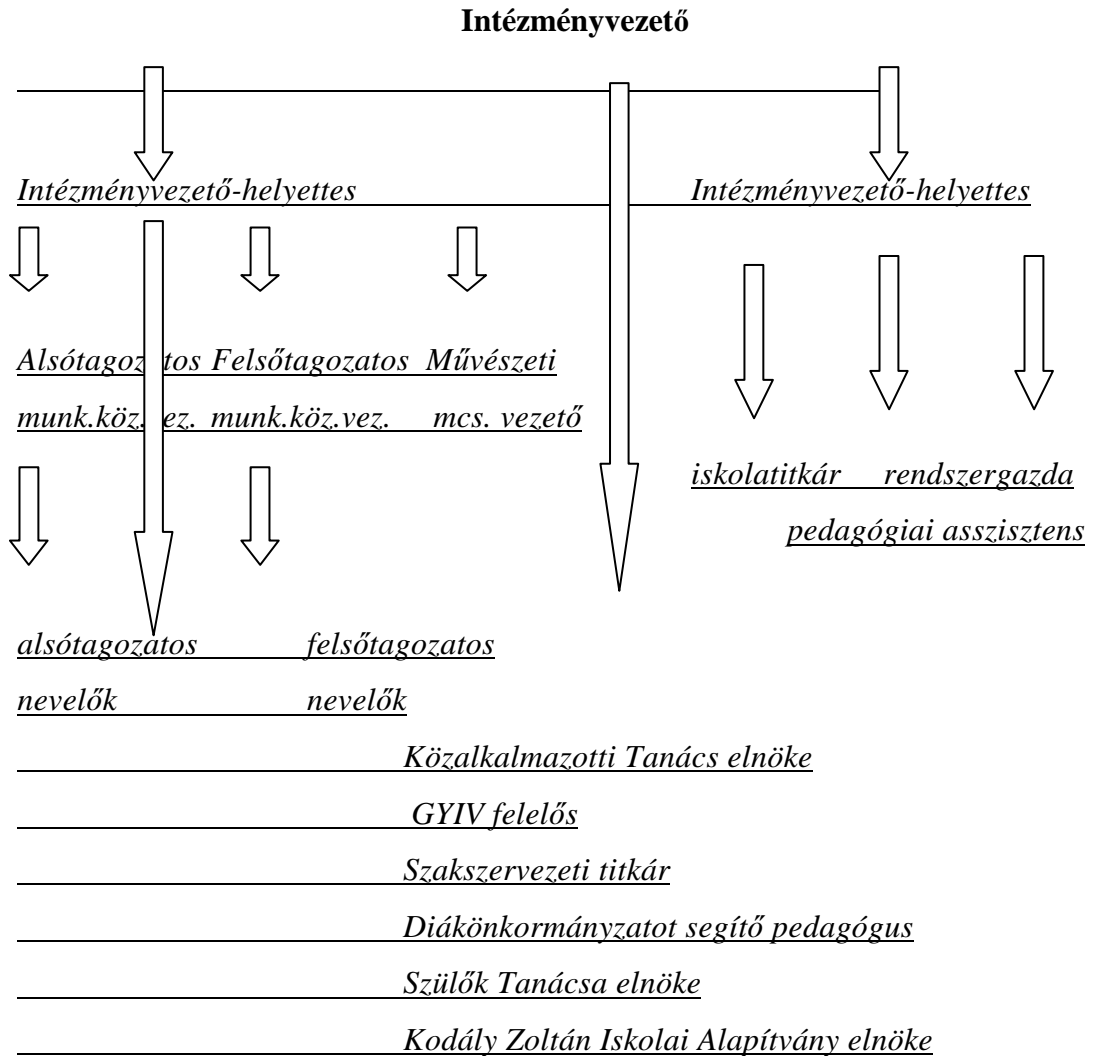 Intézményvezető
Intézményvezető-helyettes Intézményvezető-helyettes
Alsótagozatos Felsőtagozatos Művészeti
munk.köz.vez. munk.köz.vez. mcs. vezető
iskolatitkár rendszergazda
pedagógiai asszisztens
alsótagozatos felsőtagozatos
nevelők nevelők
Közalkalmazotti Tanács elnöke
GYIV felelős
Szakszervezeti titkár
Diákönkormányzatot segítő pedagógus
Szülők Tanácsa elnöke
Kodály Zoltán Iskolai Alapítvány elnöke